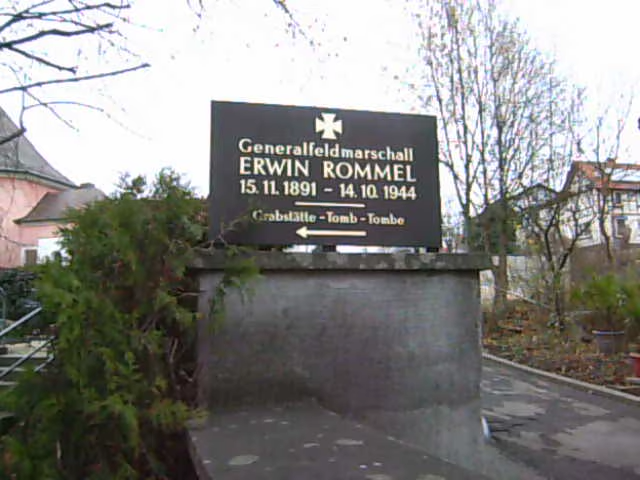 Generalfeldmarschall
ERWIN ROMMEL
15.11.1891 - 14.10.1944
Grabstätte - Tomb - Tombe